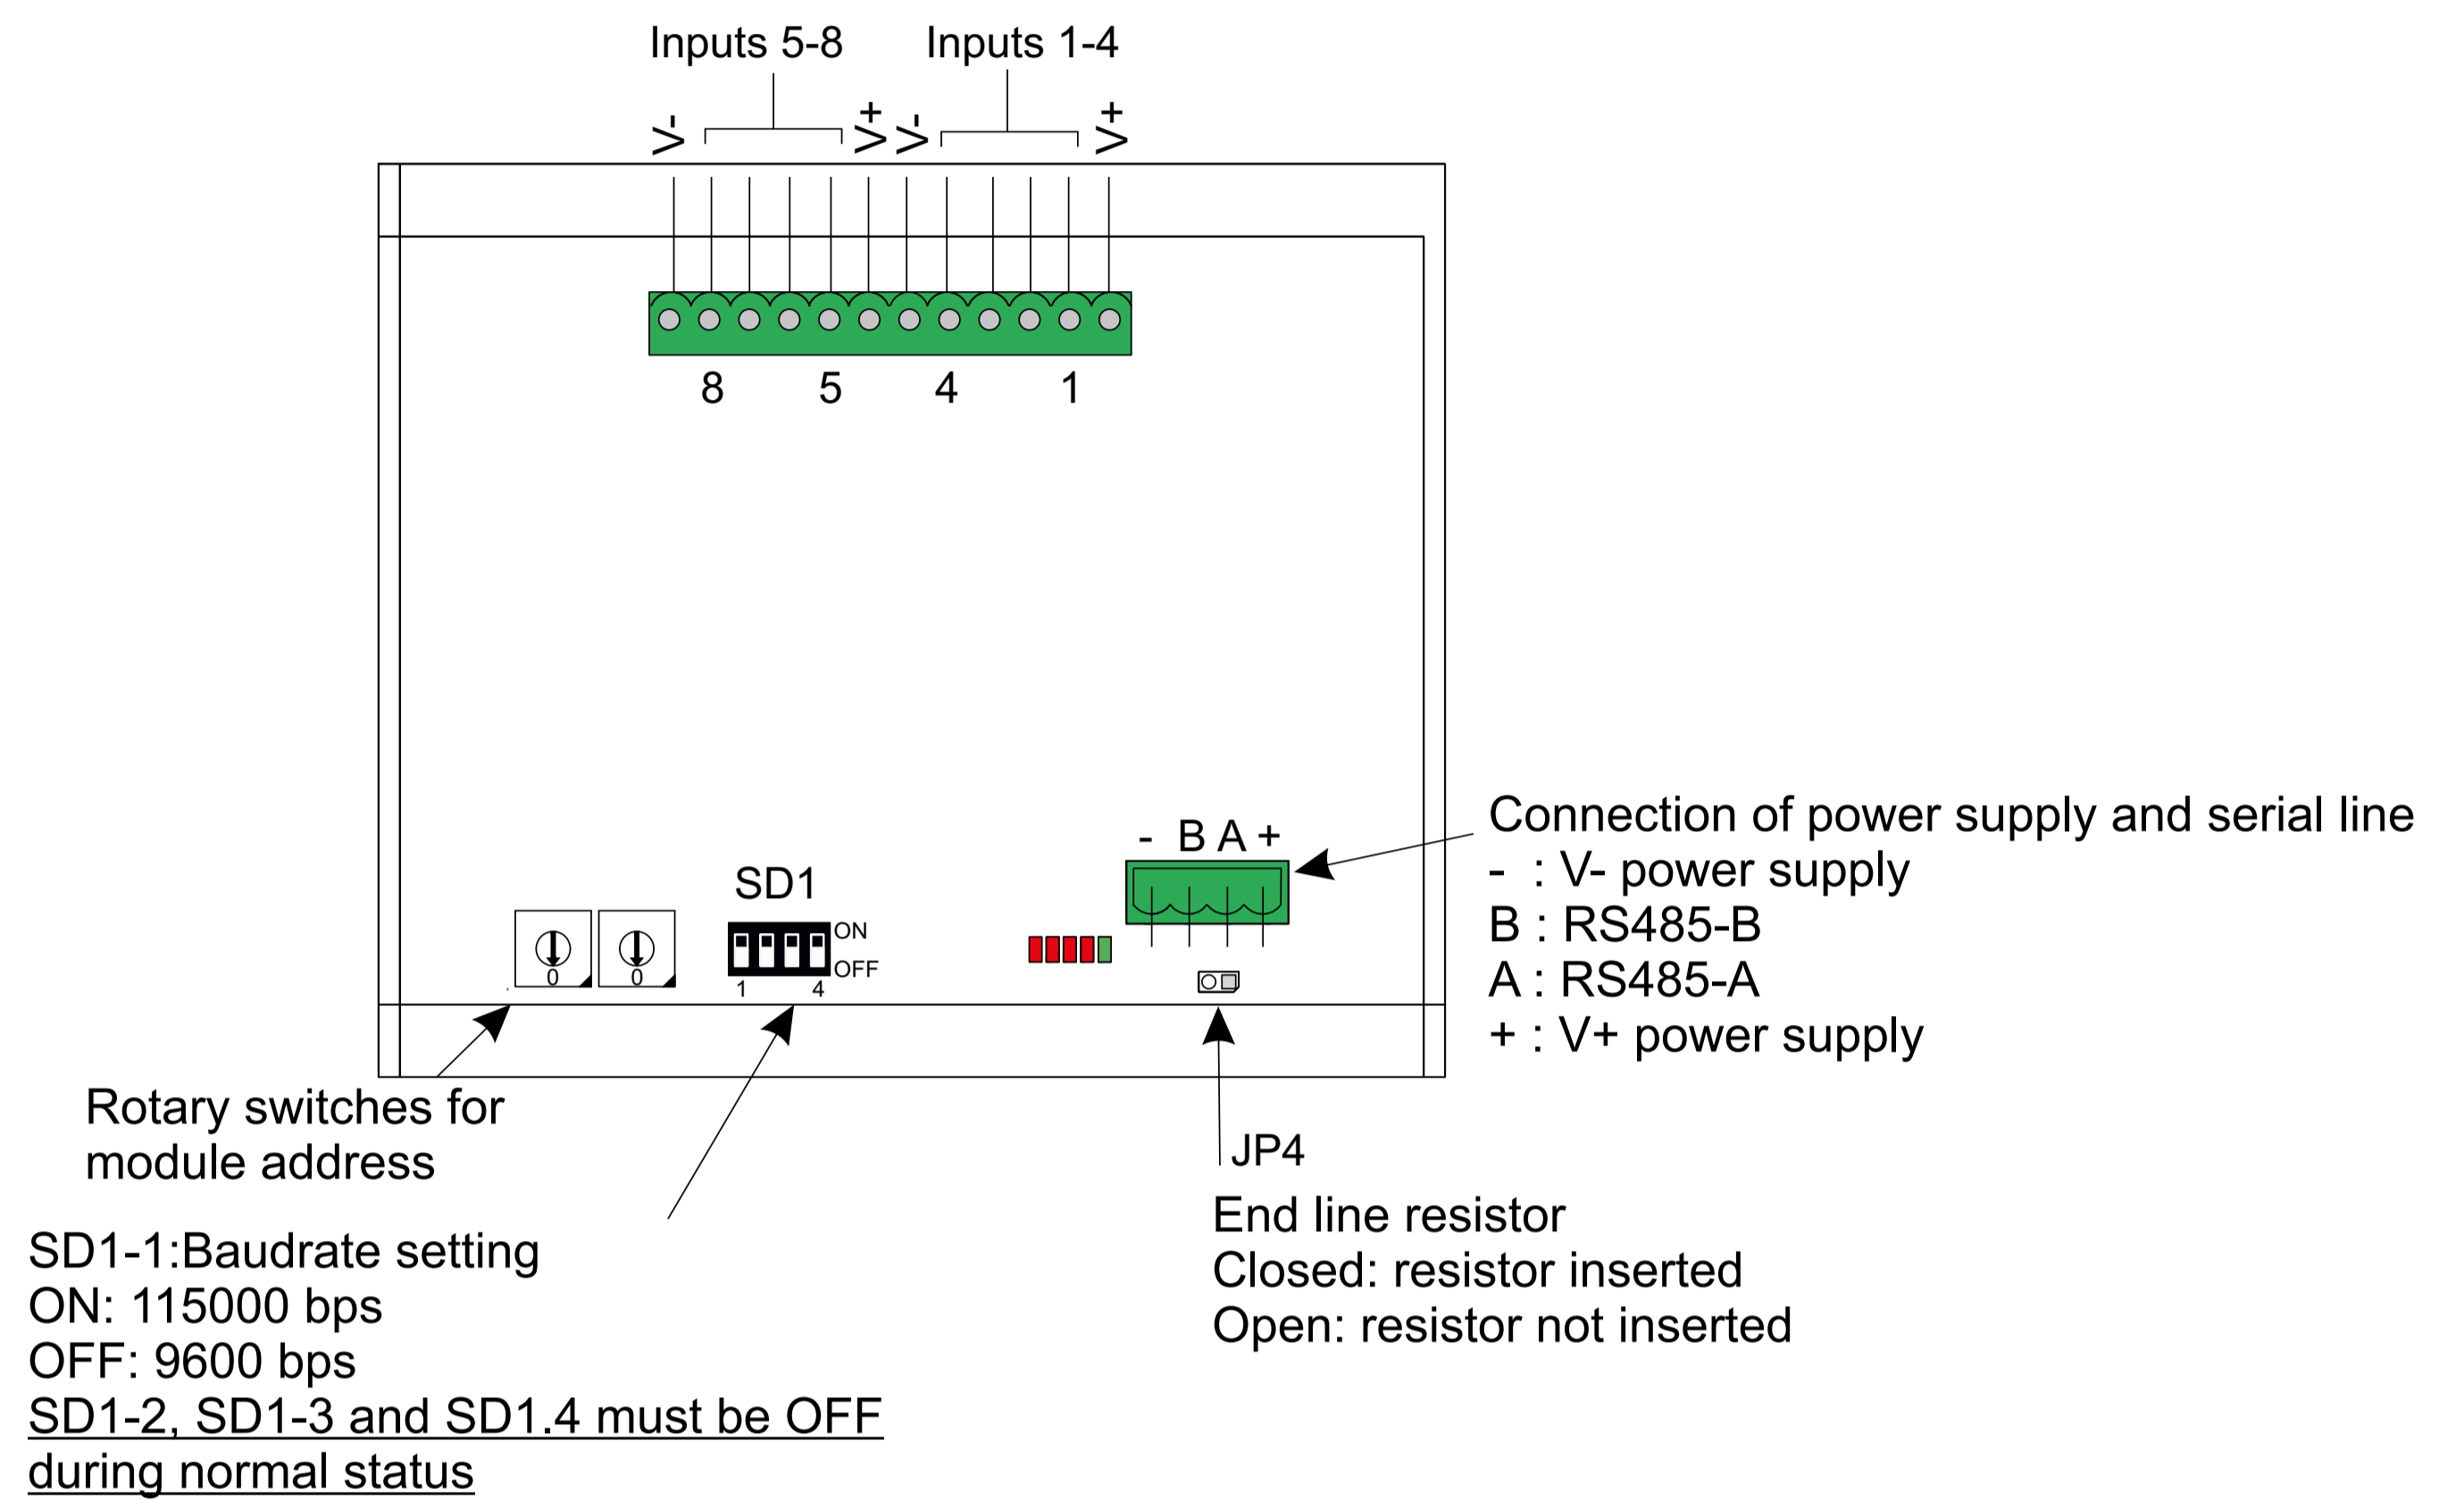 Inputs 5-8
Inputs 1-4
V-
V+
V-
V+
8
5
4
1
- B A +
Connection of power supply and serial line
- : V- power supply
B : RS485-B
A : RS485-A
+ : V+ power supply
SD1
ON
OFF
0
0
1
4
Rotary switches for
module address
JP4
End line resistor
Closed: resistor inserted
Open: resistor not inserted
SD1-1:Baudrate setting
ON: 115000 bps
OFF: 9600 bps
SD1-2, SD1-3 and SD1.4 must be OFF
during normal status